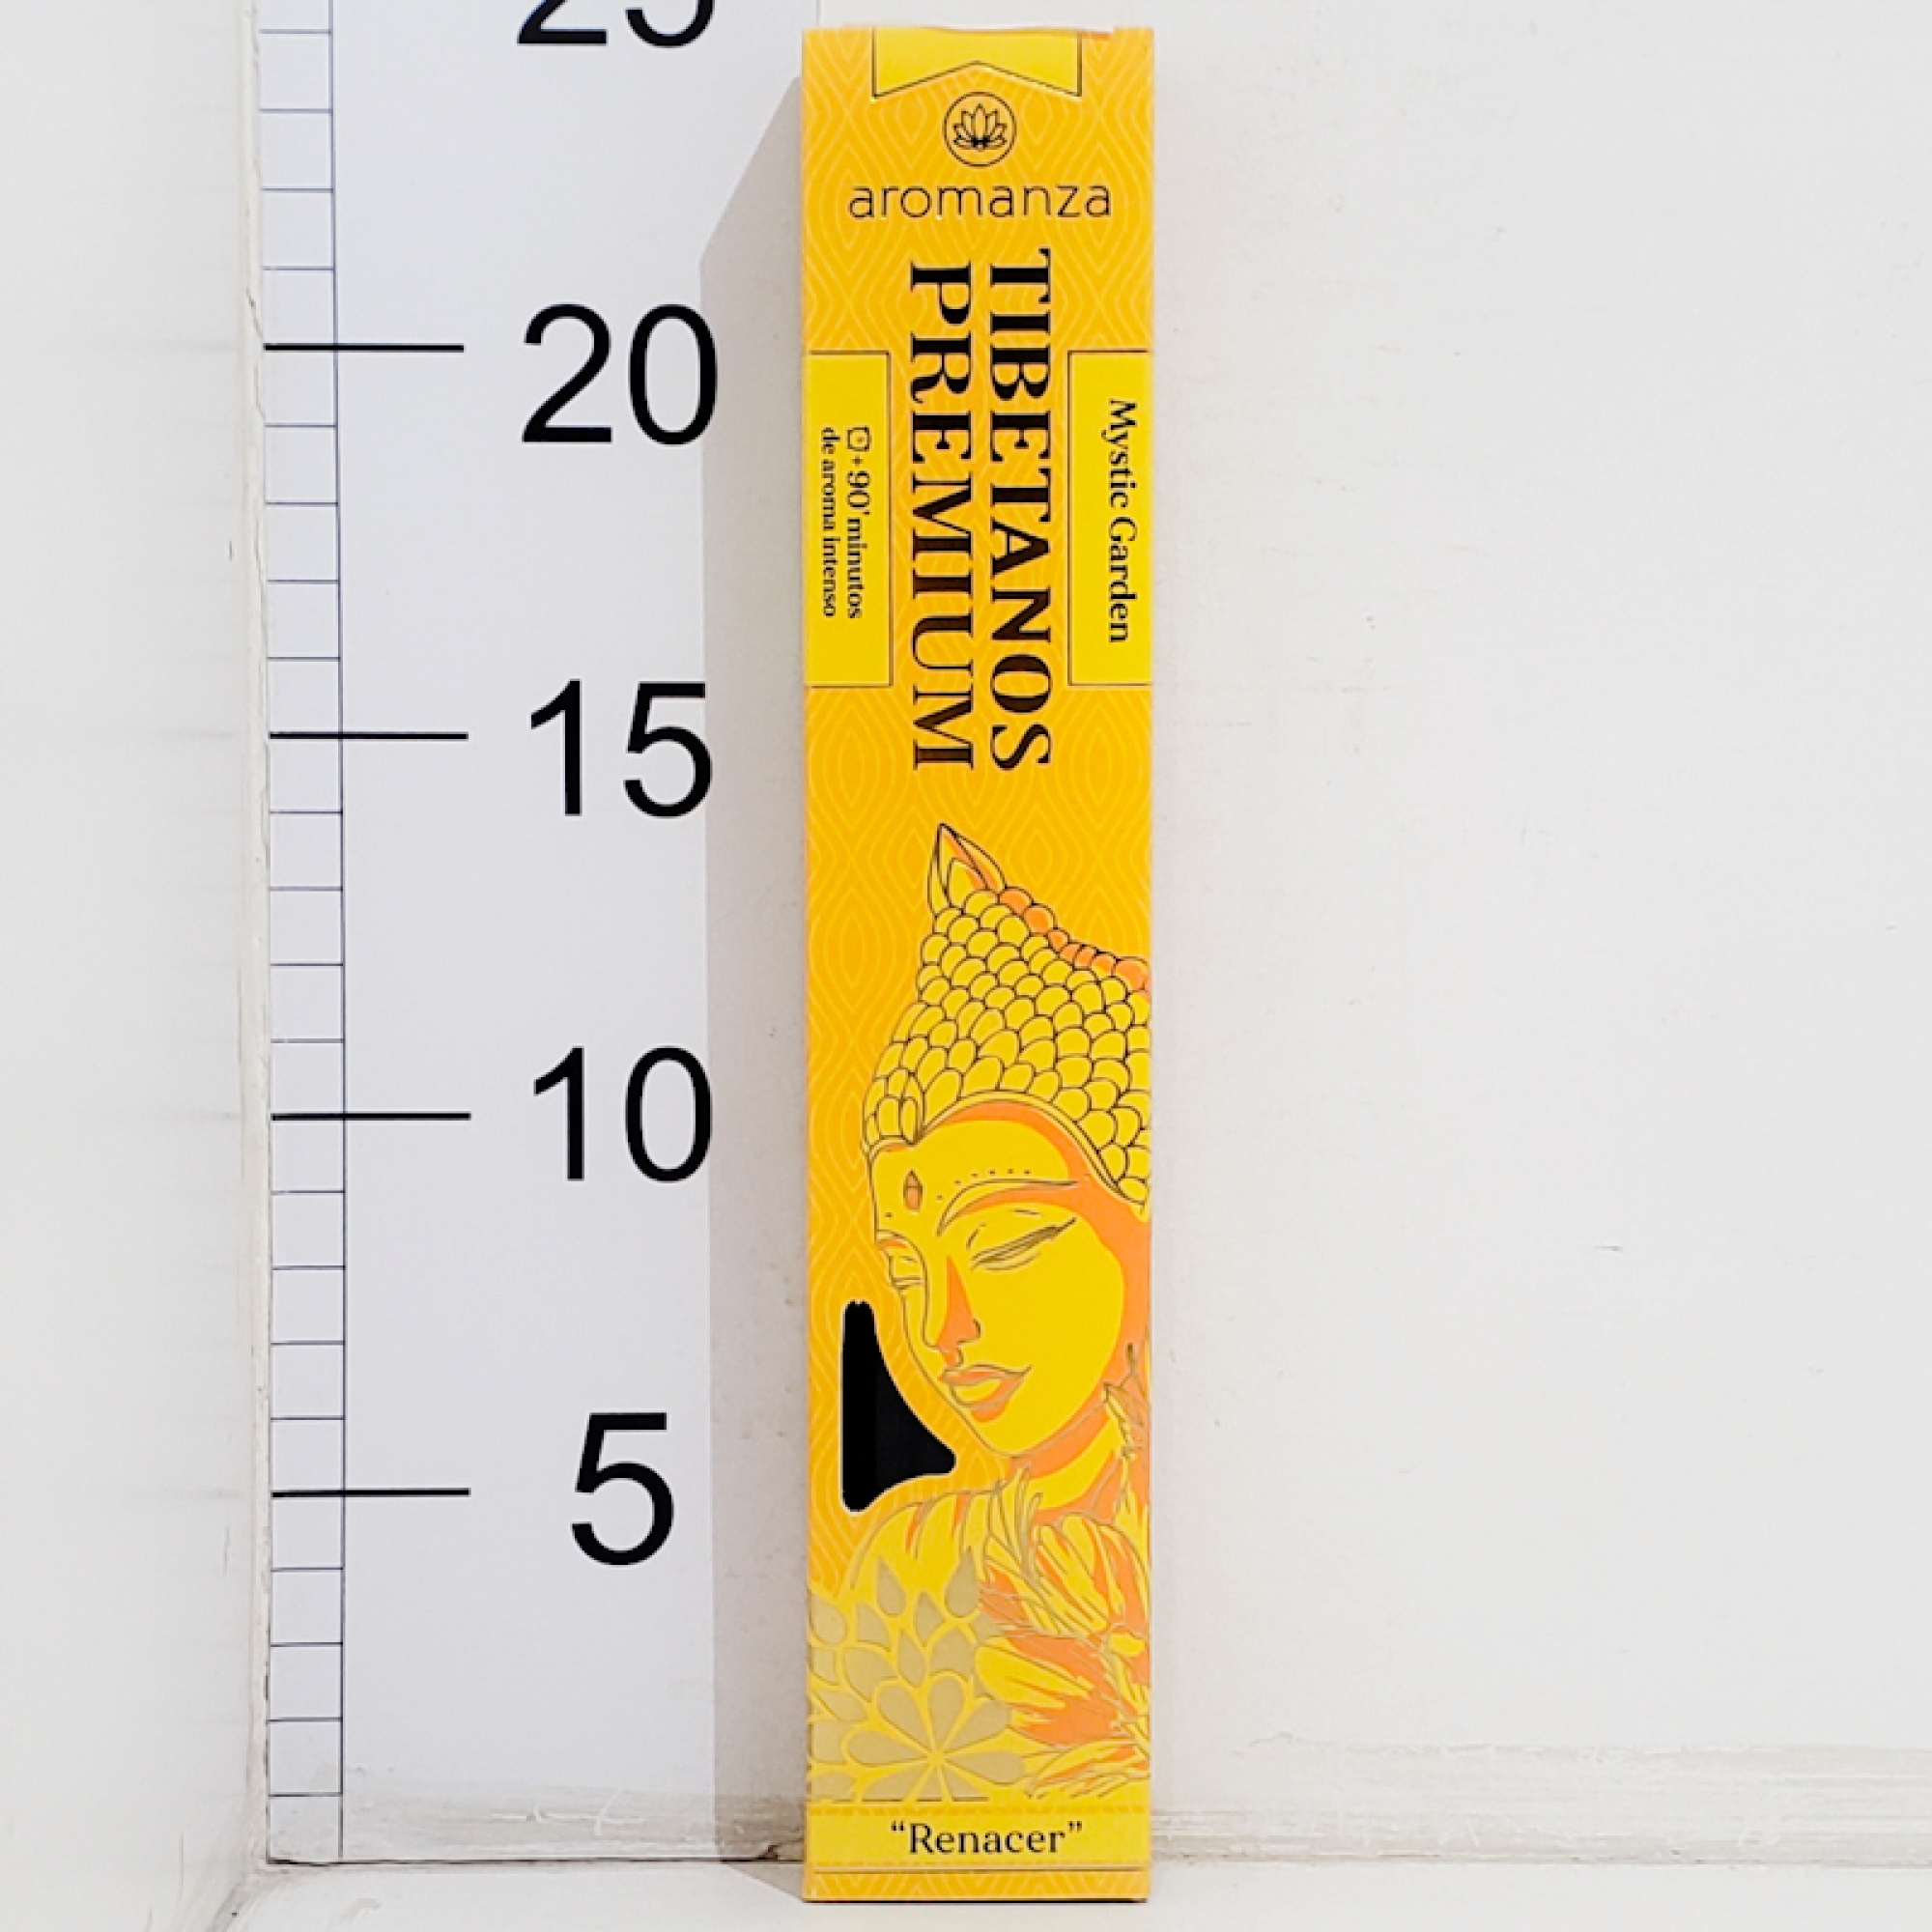 25
20
15
10
5
aromanza
TIBETANOS
PREMIUM
Mystic Garden
+90' minutos
de aroma intenso
“Renacer”